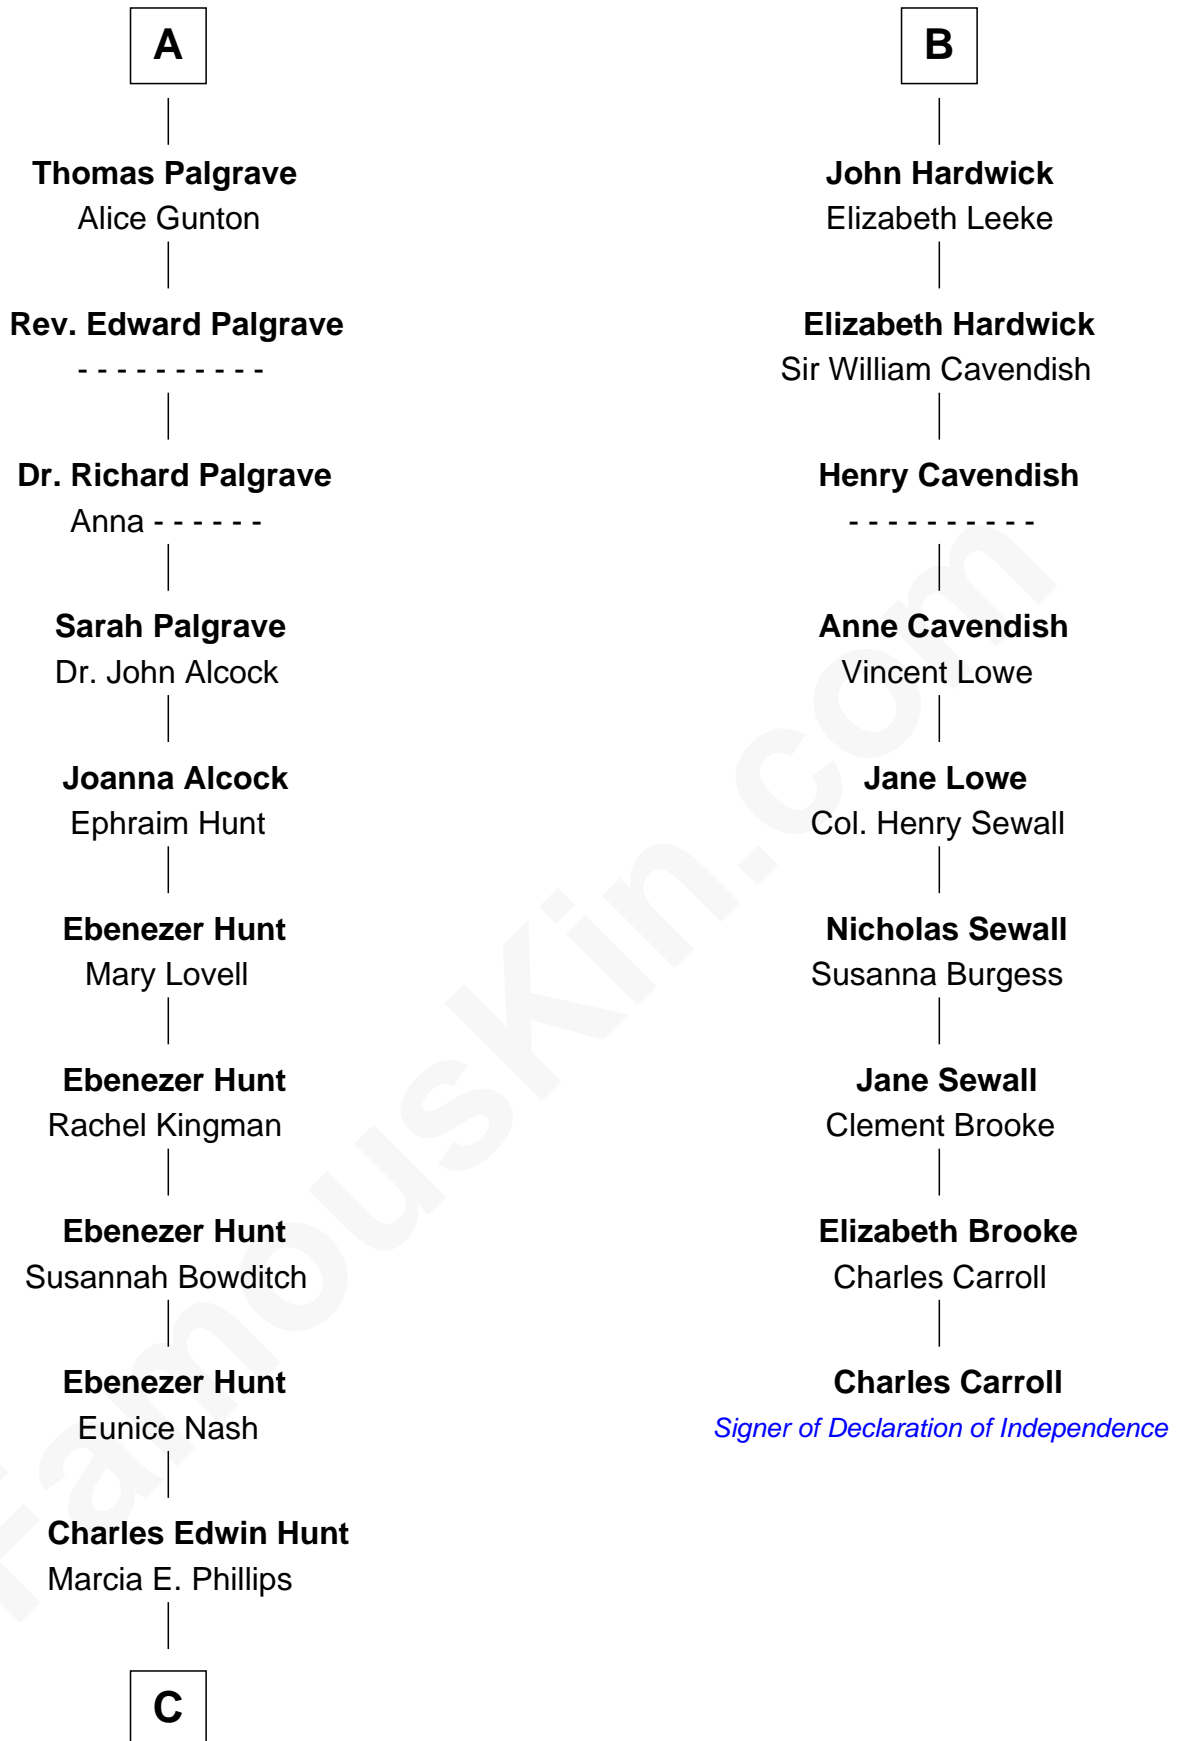 A
Thomas Palgrave
Alice Gunton
Rev. Edward Palgrave
- - - - - - - - - -
Dr. Richard Palgrave
Anna - - - - - -
Sarah Palgrave
Dr. John Alcock
Joanna Alcock
Ephraim Hunt
Ebenezer Hunt
Mary Lovell
Ebenezer Hunt
Rachel Kingman
Ebenezer Hunt
Susannah Bowditch
Ebenezer Hunt
Eunice Nash
Charles Edwin Hunt
Marcia E. Phillips
C
B
John Hardwick
Elizabeth Leeke
Elizabeth Hardwick
Sir William Cavendish
Henry Cavendish
- - - - - - - - - -
Anne Cavendish
Vincent Lowe
Jane Lowe
Col. Henry Sewall
Nicholas Sewall
Susanna Burgess
Jane Sewall
Clement Brooke
Elizabeth Brooke
Charles Carroll
Charles Carroll
Signer of Declaration of Independence
FamousKin.com